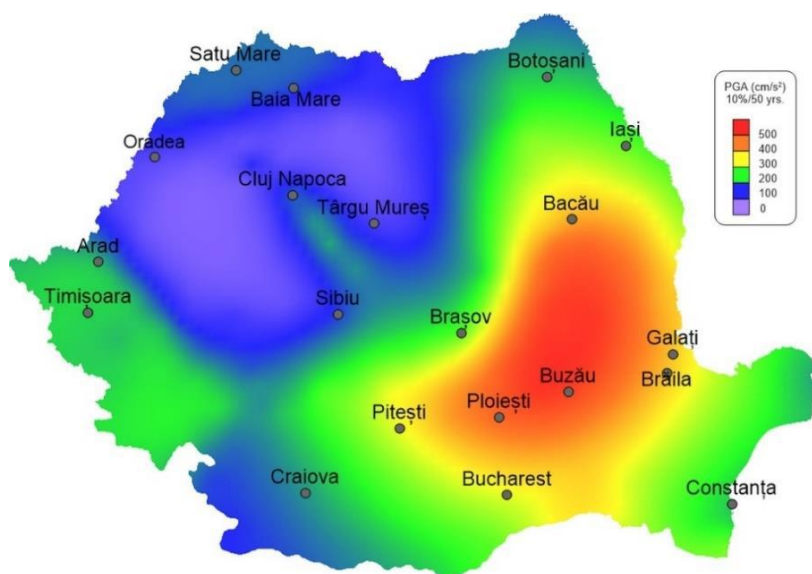 Satu Mare
Botoșani
PGA (cm/s²)
10%/50 yrs.
Baia Mare
Iași
500
400
300
200
100
0
Oradea
Cluj Napoca
Târgu Mureș
Bacău
Arad
Timișoara
Sibiu
Brașov
Galați
Brăila
Buzău
Pitești
Ploiești
Craiova
Bucharest
Constanța